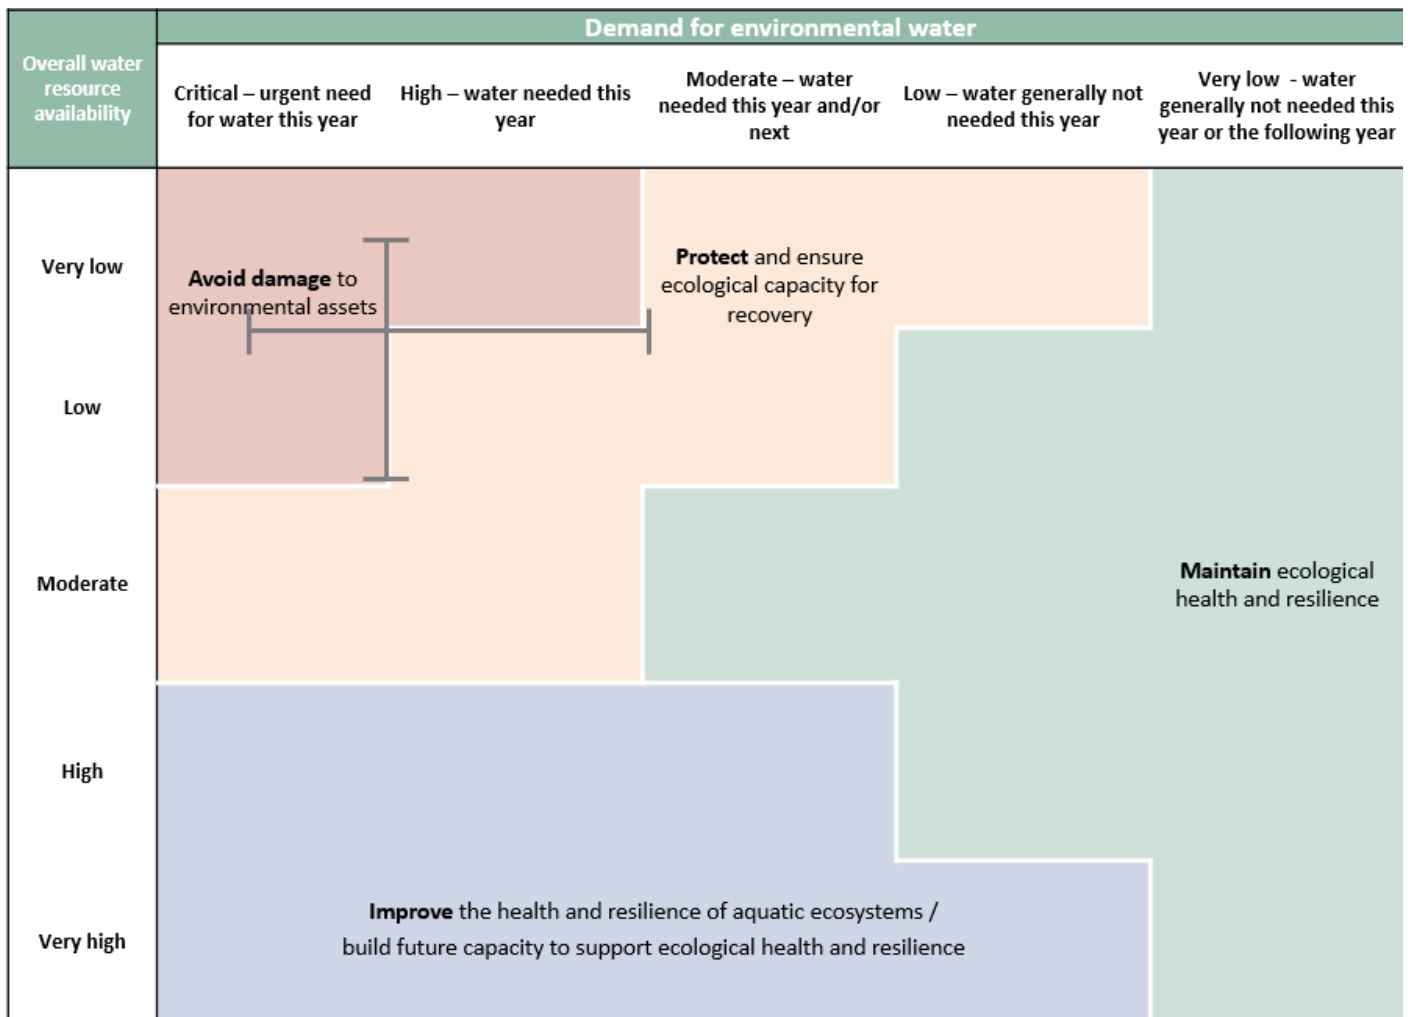 Demand for environmental water
Overall water
resource
availability
Critical – urgent need
for water this year
High – water needed this
year
Moderate – water
needed this year and/or
next
Low – water generally not
needed this year
Very low  - water
generally not needed this
year or the following year
Very low
Avoid damage to
environmental assets
Protect and ensure
ecological capacity for
recovery
Low
Moderate
Maintain ecological
health and resilience
High
Very high
Improve the health and resilience of aquatic ecosystems /
build future capacity to support ecological health and resilience